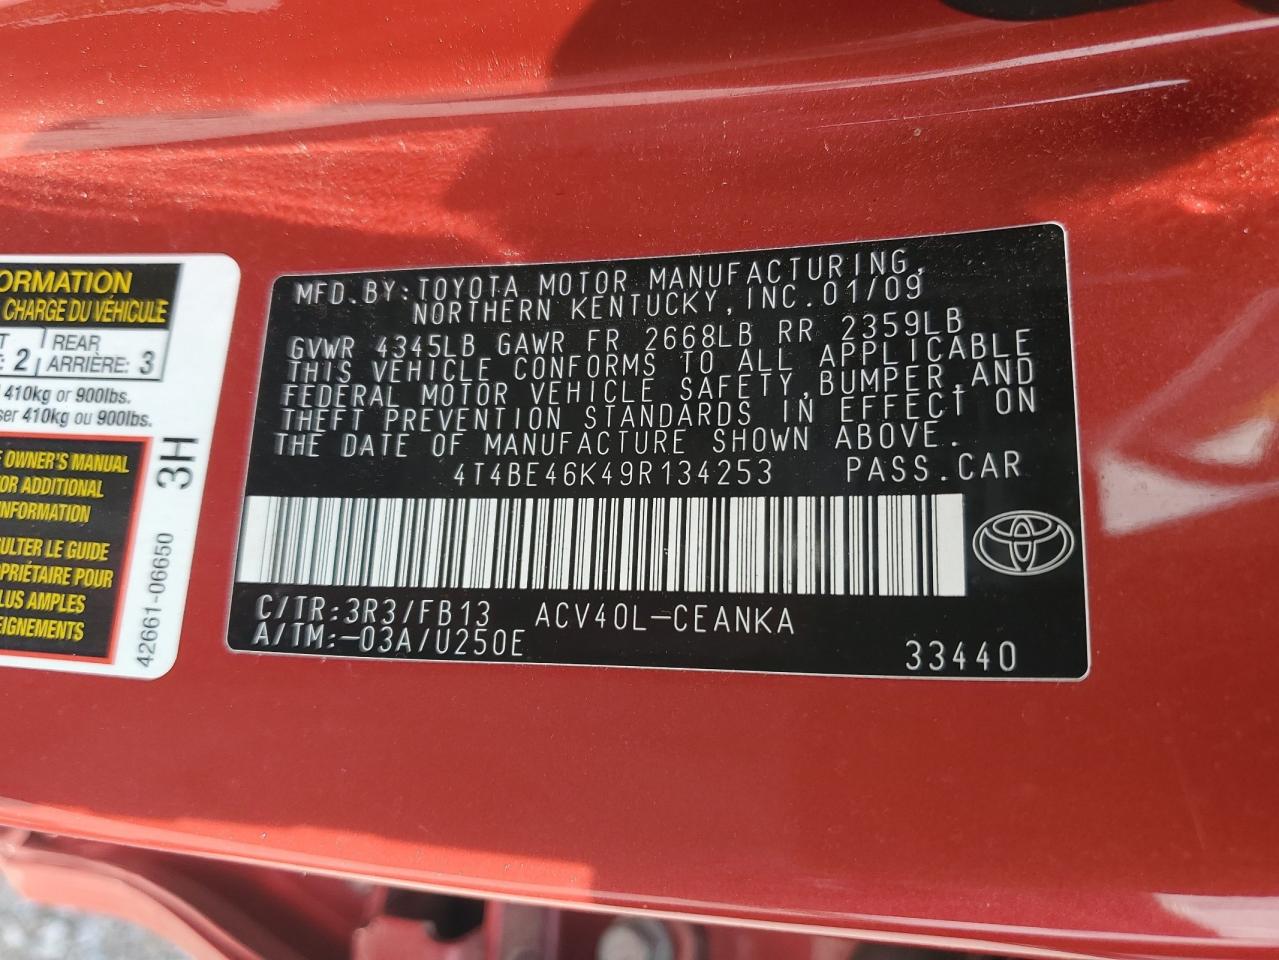 ORMATION
CHARGE DU VÉHICULE
REAR
: 2 ARRIÈRE: 3
410kg or 900lbs.
ser 410kg ou 900lbs.
OWNER'S MANUAL
OR ADDITIONAL
NFORMATION
ULTER LE GUIDE
PRIÉTAIRE POUR
LUS AMPLES
EIGNEMENTS
3H
42661-06650
MFD.BY:TOYOTA MOTOR MANUFACTURING,
NORTHERN KENTUCKY,INC.01/09
GVWR 4345LB GAWR FR 2668LB RR 2359LB
THIS VEHICLE CONFORMS TO ALL APPLICABLE
FEDERAL MOTOR VEHICLE SAFETY,BUMPER,AND
THEFT PREVENTION STANDARDS IN EFFECT ON
THE DATE OF MANUFACTURE SHOWN ABOVE.
4T4BE46K49R134253 PASS.CAR
C/TR:3R3/FB13 ACV40L-CEANKA
A/TM:-03A/U250E
33440